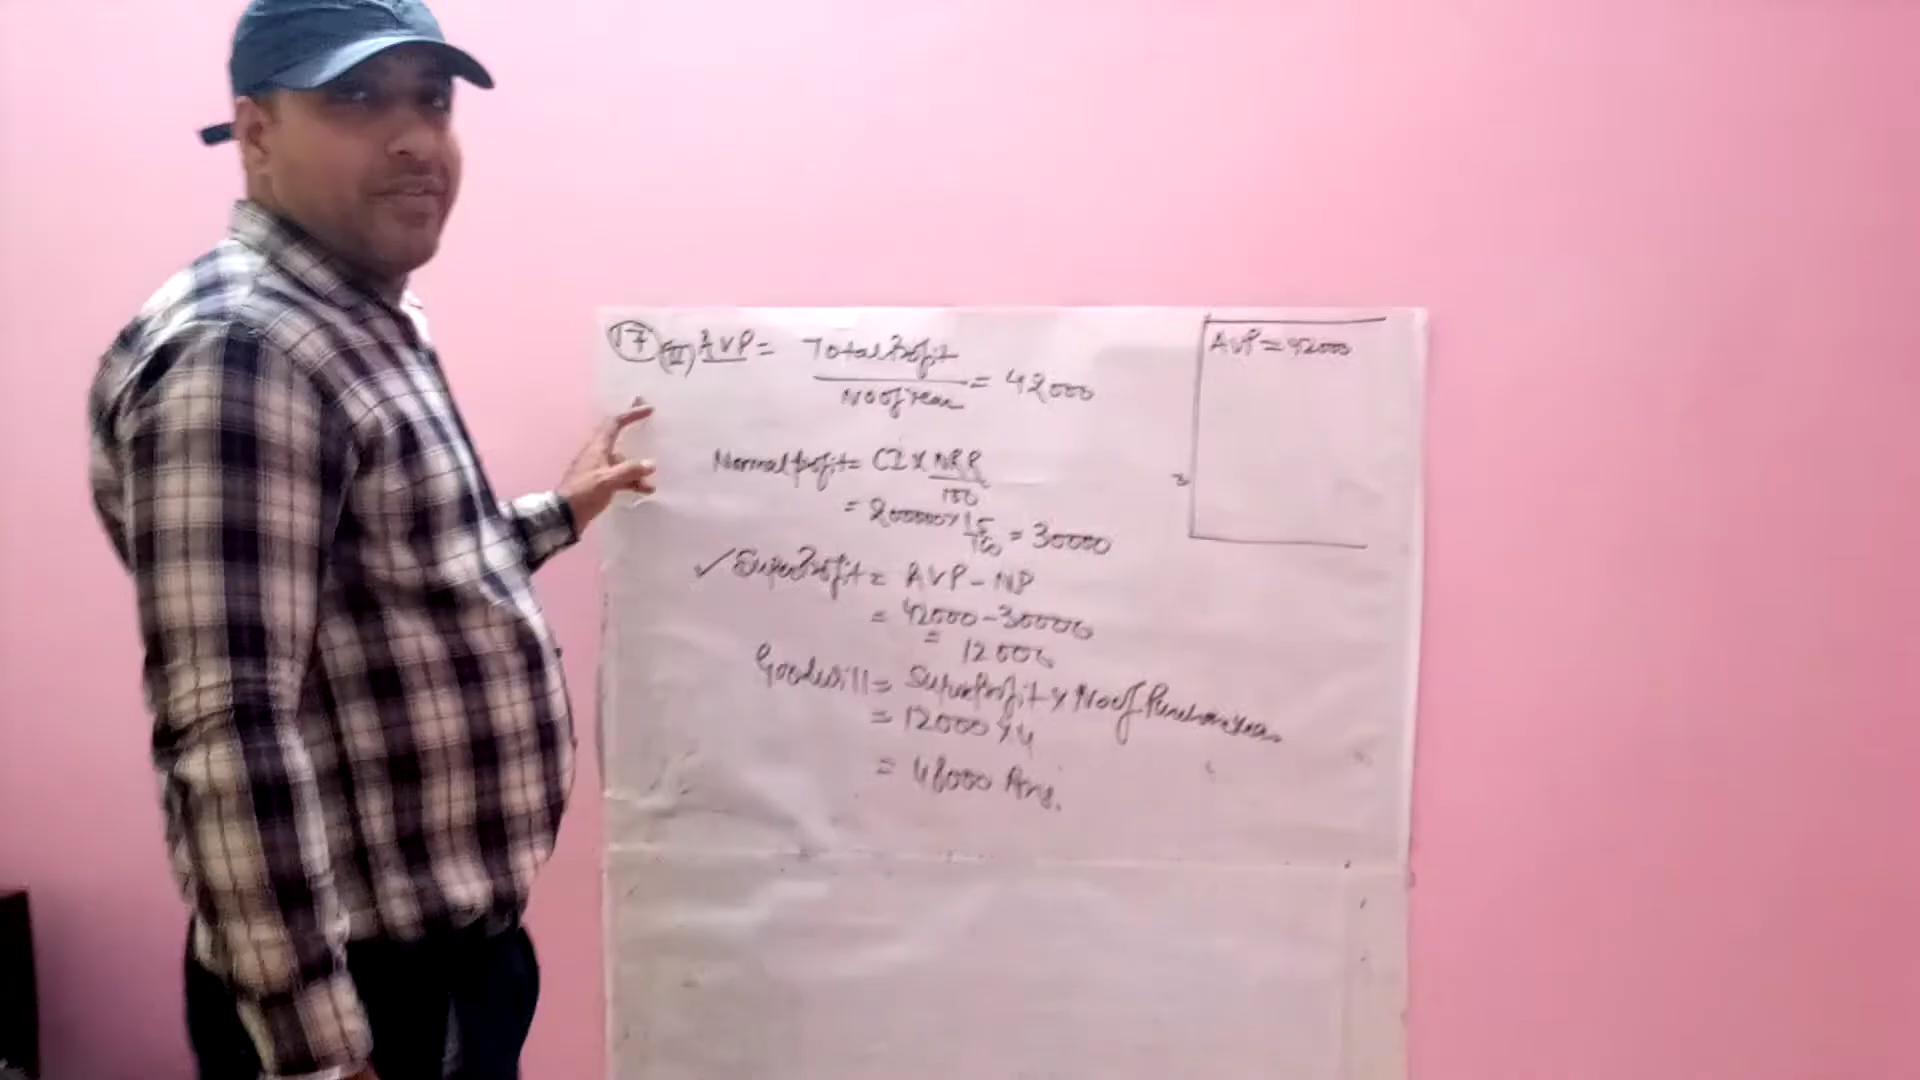 17 (II) AVP = Total Profit = 42000
No of Year
Normal profit = CI x NRR
100
= 200000 x 15 = 30000
100
✓ Super Profit = AVP - NP
= 42000 - 30000
= 12000
Goodwill = Super Profit x No of Purchase Year
= 12000 x 4
= 48000 Ans.
AVP = 42000